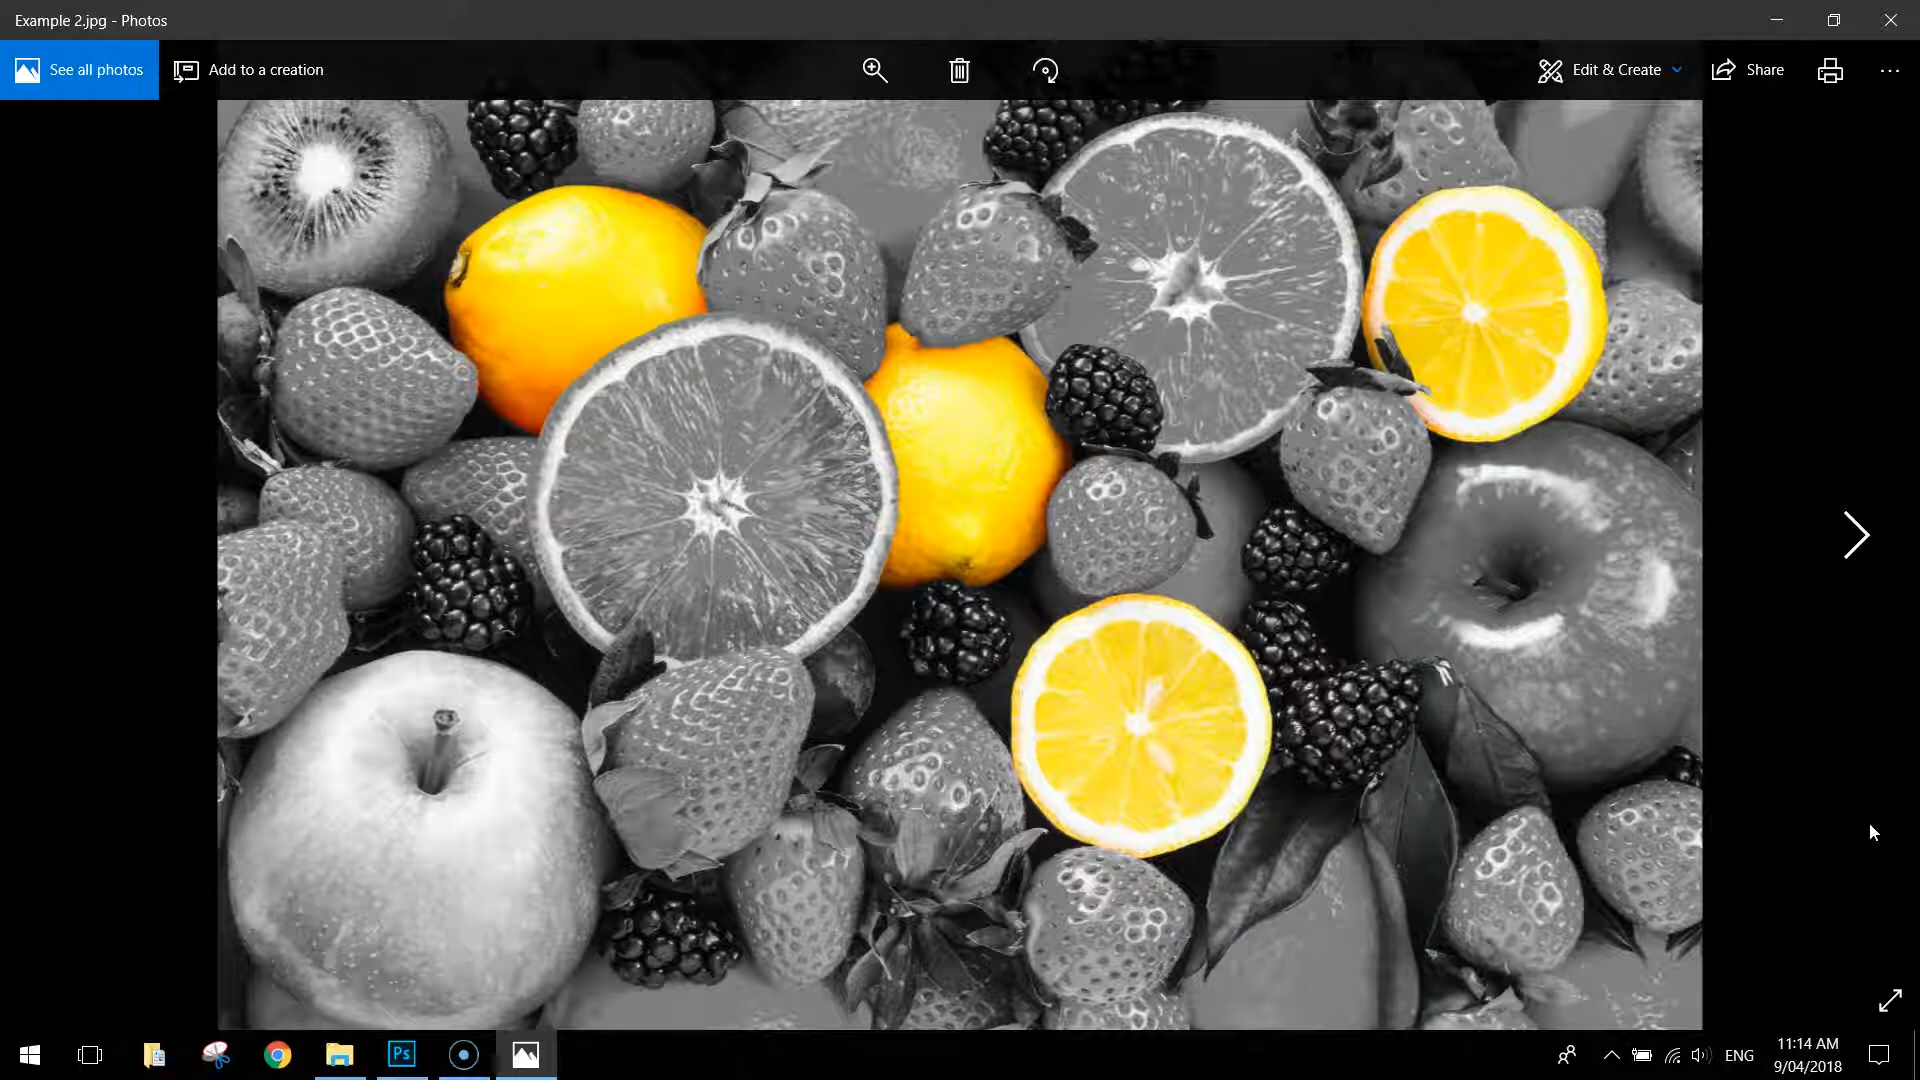 Example 2.jpg - Photos
See all photos
Add to a creation
Edit & Create
Share
Ps
ENG
11:14 AM
9/04/2018